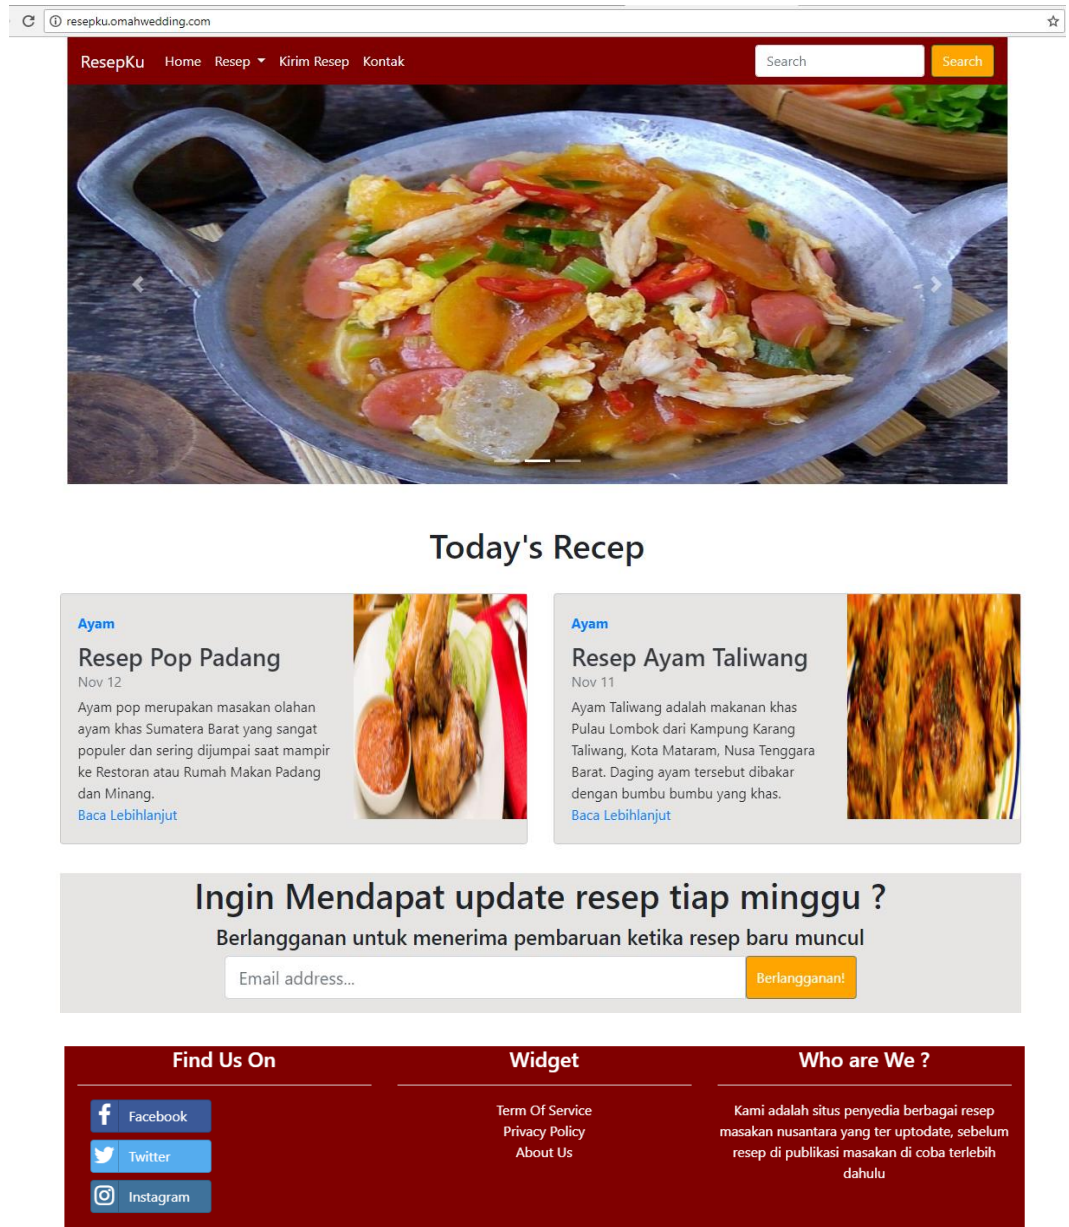 resepku.omahwedding.com
ResepKu Home Resep Kirim Resep Kontak Search Search
Today's Recep
Ayam
Resep Pop Padang
Nov 12
Ayam pop merupakan masakan olahan
ayam khas Sumatera Barat yang sangat
populer dan sering dijumpai saat mampir
ke Restoran atau Rumah Makan Padang
dan Minang.
Baca Lebihlanjut
Ayam
Resep Ayam Taliwang
Nov 11
Ayam Taliwang adalah makanan khas
Pulau Lombok dari Kampung Karang
Taliwang, Kota Mataram, Nusa Tenggara
Barat. Daging ayam tersebut dibakar
dengan bumbu bumbu yang khas.
Baca Lebihlanjut
Ingin Mendapat update resep tiap minggu ?
Berlangganan untuk menerima pembaruan ketika resep baru muncul
Email address... Berlangganan!
Find Us On
Facebook
Twitter
Instagram
Widget
Term Of Service
Privacy Policy
About Us
Who are We ?
Kami adalah situs penyedia berbagai resep
masakan nusantara yang ter uptodate, sebelum
resep di publikasi masakan di coba terlebih
dahulu